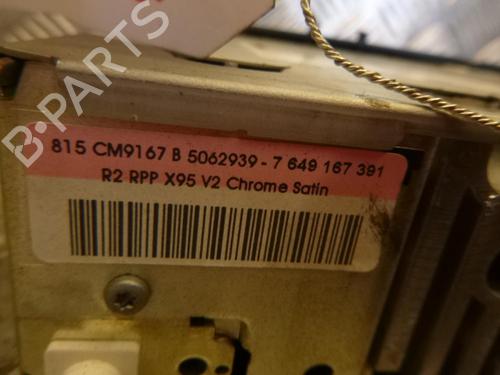 B-PARTS
815 CM9167 B 5062939 - 7 649 167 391
R2 RPP X95 V2 Chrome Satin